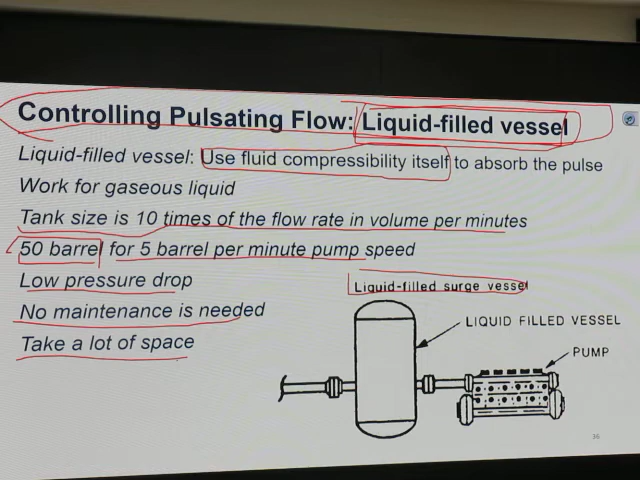 Controlling Pulsating Flow: Liquid-filled vessel
Liquid-filled vessel: Use fluid compressibility itself to absorb the pulse
Work for gaseous liquid
Tank size is 10 times of the flow rate in volume per minutes
50 barrel for 5 barrel per minute pump speed
Low pressure drop
No maintenance is needed
Take a lot of space
Liquid-filled surge vessel
LIQUID FILLED VESSEL
PUMP
36